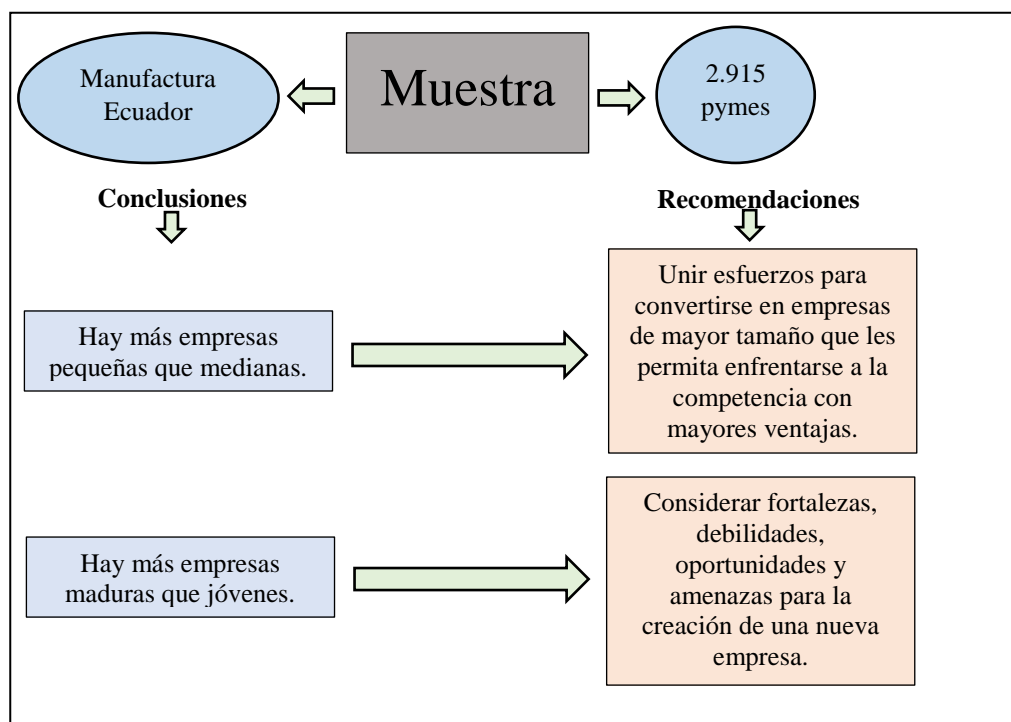 Manufactura
Ecuador
Muestra
2.915
pymes
Conclusiones
Recomendaciones
Hay más empresas
pequeñas que medianas.
Unir esfuerzos para
convertirse en empresas
de mayor tamaño que les
permita enfrentarse a la
competencia con
mayores ventajas.
Hay más empresas
maduras que jóvenes.
Considerar fortalezas,
debilidades,
oportunidades y
amenazas para la
creación de una nueva
empresa.